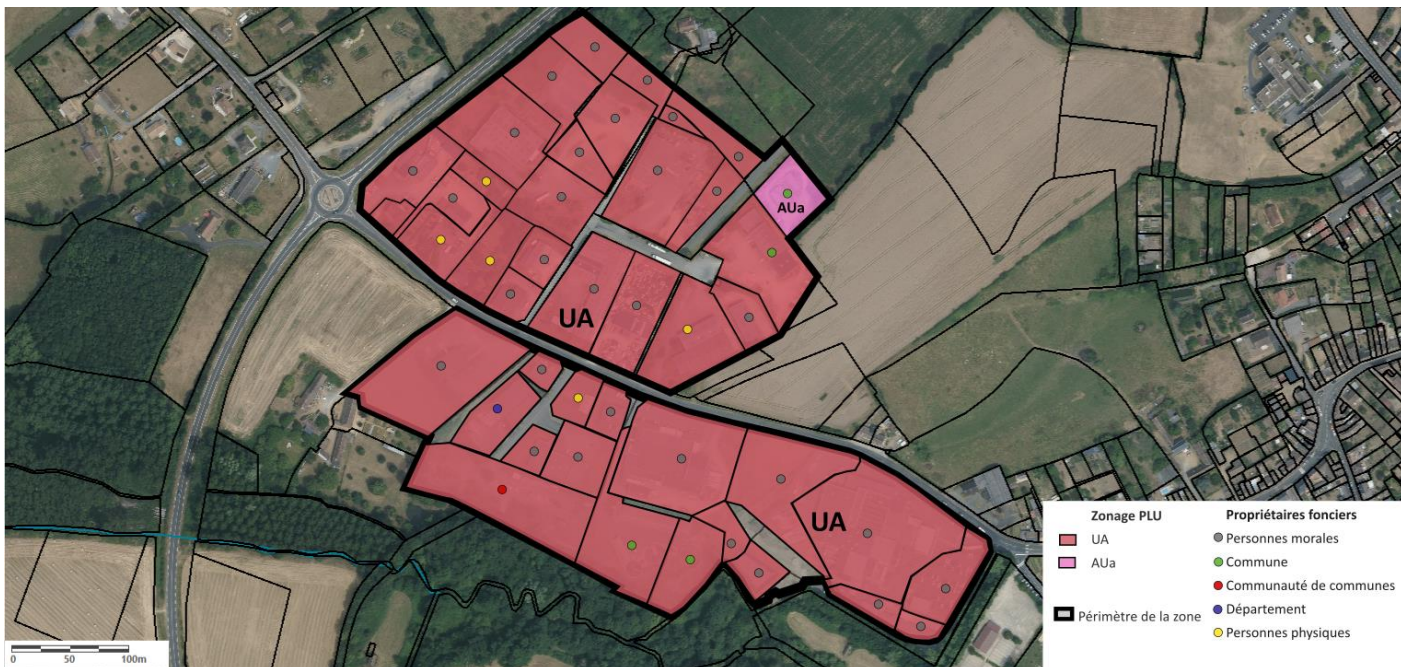 AUa
UA
UA
Zonage PLU
UA
AUa
Périmètre de la zone
Propriétaires fonciers
Personnes morales
Commune
Communauté de communes
Département
Personnes physiques
0 50 100m